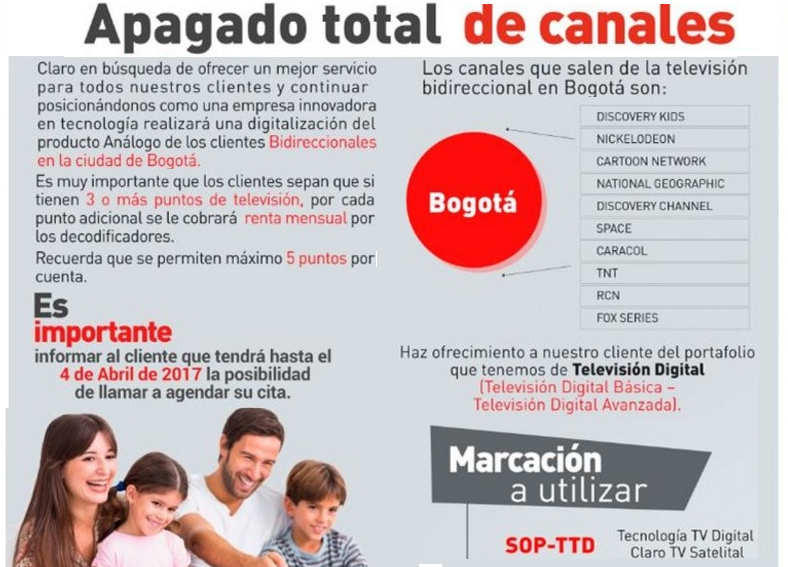 Apagado total de canales
Claro en búsqueda de ofrecer un mejor servicio
para todos nuestros clientes y continuar
posicionándonos como una empresa innovadora
en tecnología realizará una digitalización del
producto Análogo de los clientes Bidireccionales
en la ciudad de Bogotá.
Es muy importante que los clientes sepan que si
tienen 3 o más puntos de televisión, por cada
punto adicional se le cobrará renta mensual por
los decodificadores.
Recuerda que se permiten máximo 5 puntos por
cuenta.
Es
importante
informar al cliente que tendrá hasta el
4 de Abril de 2017 la posibilidad
de llamar a agendar su cita.
Los canales que salen de la televisión
bidireccional en Bogotá son:
Bogotá
DISCOVERY KIDS
NICKELODEON
CARTOON NETWORK
NATIONAL GEOGRAPHIC
DISCOVERY CHANNEL
SPACE
CARACOL
TNT
RCN
FOX SERIES
Haz ofrecimiento a nuestro cliente del portafolio
que tenemos de Televisión Digital
(Televisión Digital Básica –
Televisión Digital Avanzada).
Marcación
a utilizar
SOP-TTD
Tecnología TV Digital
Claro TV Satelital